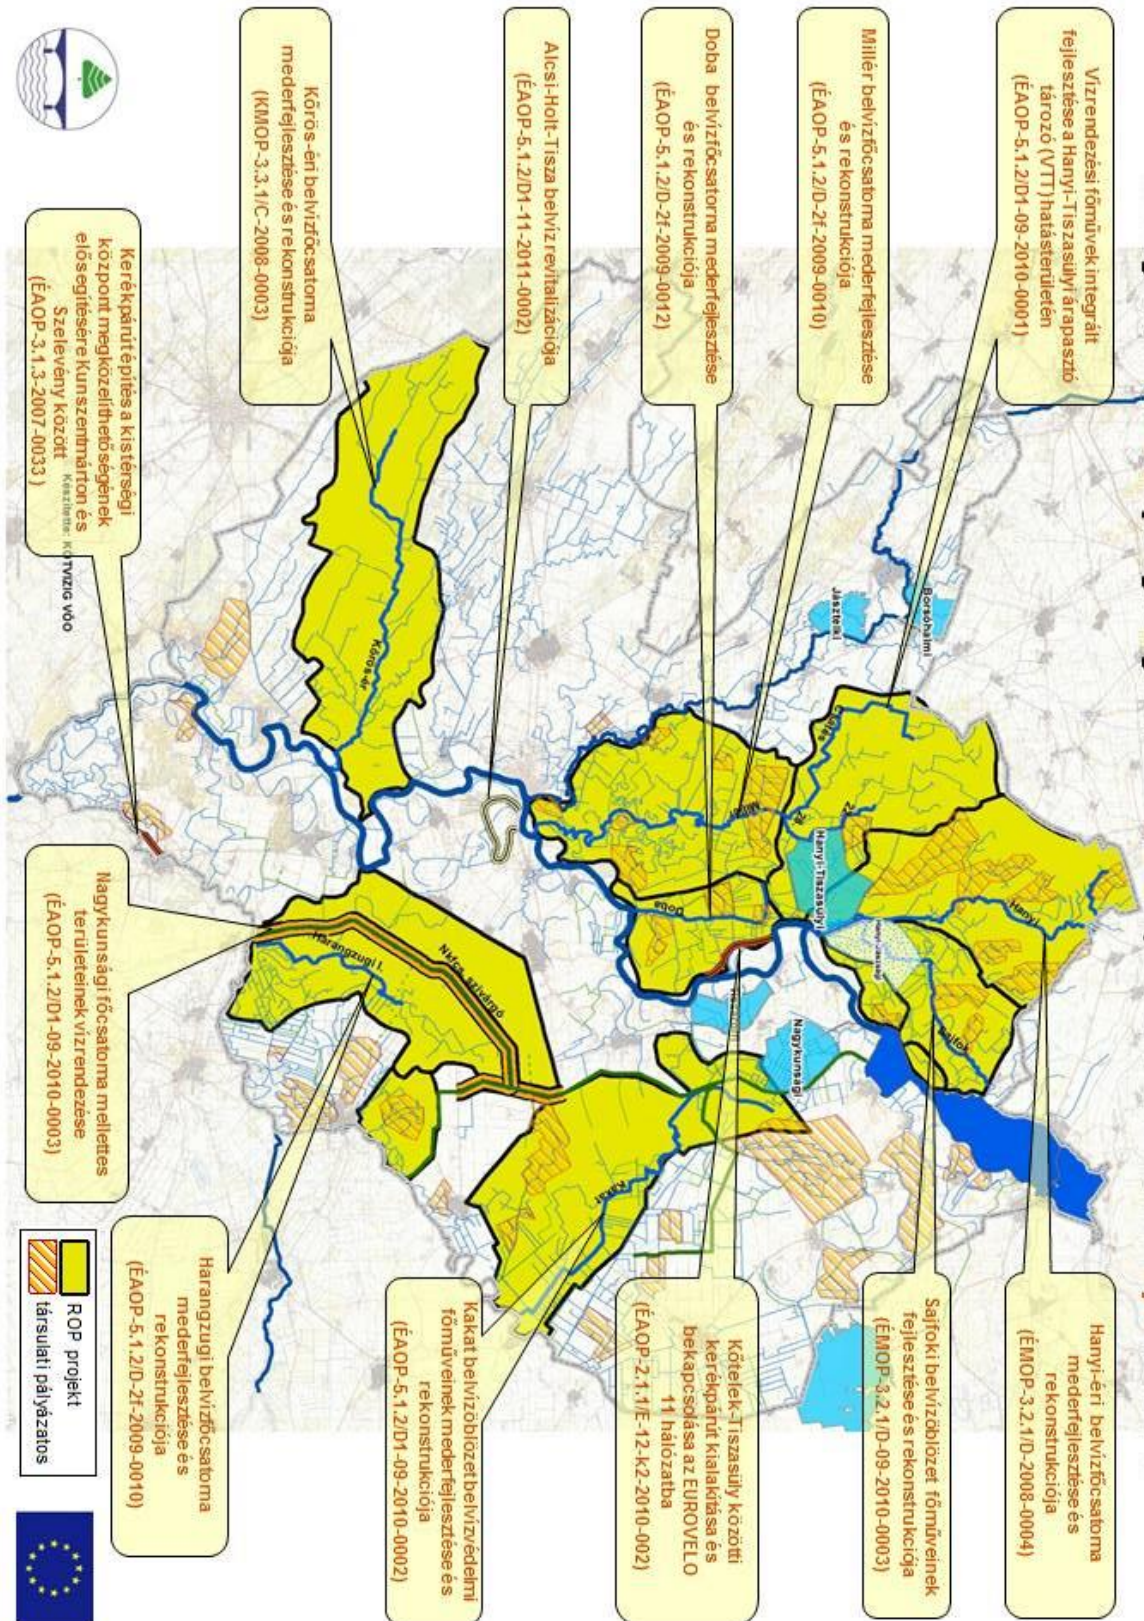 Vízrendezési főművek integrált
fejlesztése a Hanyi-Tiszasülyi árapasztó
tározó (VTT) hatásterületén
(ÉAOP-5.1.2/D1-09-2010-0001)
Millér belvízfőcsatorna mederfejlesztése
és rekonstrukciója
(ÉAOP-5.1.2/D-2f-2009-0010)
Doba belvízfőcsatorna mederfejlesztése
és rekonstrukciója
(ÉAOP-5.1.2/D-2f-2009-0012)
Alcsi-Holt-Tisza belvíz revitalizációja
(ÉAOP-5.1.2/D1-11-2011-0002)
Körös-éri belvízfőcsatorna
mederfejlesztése és rekonstrukciója
(KMOP-3.3.1/C-2008-0003)
Kerékpárút építés a kistérségi
központ megközelíthetőségének
elősegítésére Kunszentmárton és
Szelevény között
(ÉAOP-3.1.3-2007-0033)
Készítette: KÖTVIZIG VÖO
Borsóhalmi
Jásztelki
Hanyi-Tiszasülyi
Hanyi
Sajfok
Millér
Doba
Nagykunsági
Kakat
Körös-ér
Nkfcs. szivárgó
Harangzugi I.
Hanyi-éri belvízfőcsatorna
mederfejlesztése és
rekonstrukciója
(ÉMOP-3.2.1/D-2008-0004)
Sajfoki belvízöblözet főműveinek
fejlesztése és rekonstrukciója
(ÉMOP-3.2.1/D-09-2010-0003)
Kőtelek-Tiszasüly közötti
kerékpárút kialakítása és
bekapcsolása az EUROVELO
11 hálózatba
(ÉAOP-2.1.1/E-12-k2-2010-002)
Kakat belvízöblözet belvízvédelmi
főműveinek mederfejlesztése és
rekonstrukciója
(ÉAOP-5.1.2/D1-09-2010-0002)
Harangzugi belvízfőcsatorna
mederfejlesztése és
rekonstrukciója
(ÉAOP-5.1.2/D-2f-2009-0010)
Nagykunsági főcsatorna mellettes
területeinek vízrendezése
(ÉAOP-5.1.2/D1-09-2010-0003)
ROP projekt
társulati pályázatos